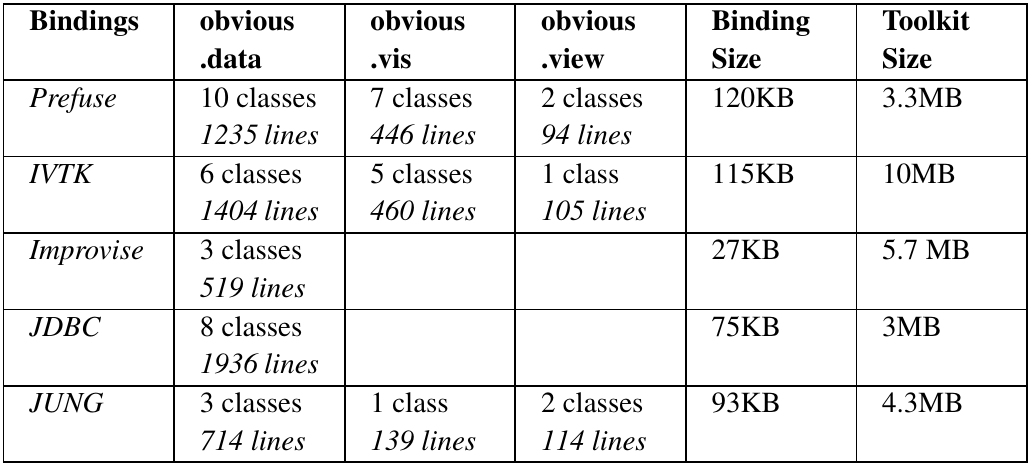 Bindings obvious obvious obvious Binding Toolkit
.data .vis .view Size Size
Prefuse 10 classes 7 classes 2 classes 120KB 3.3MB
1235 lines 446 lines 94 lines
IVTK 6 classes 5 classes 1 class 115KB 10MB
1404 lines 460 lines 105 lines
Improvise 3 classes 27KB 5.7 MB
519 lines
JDBC 8 classes 75KB 3MB
1936 lines
JUNG 3 classes 1 class 2 classes 93KB 4.3MB
714 lines 139 lines 114 lines